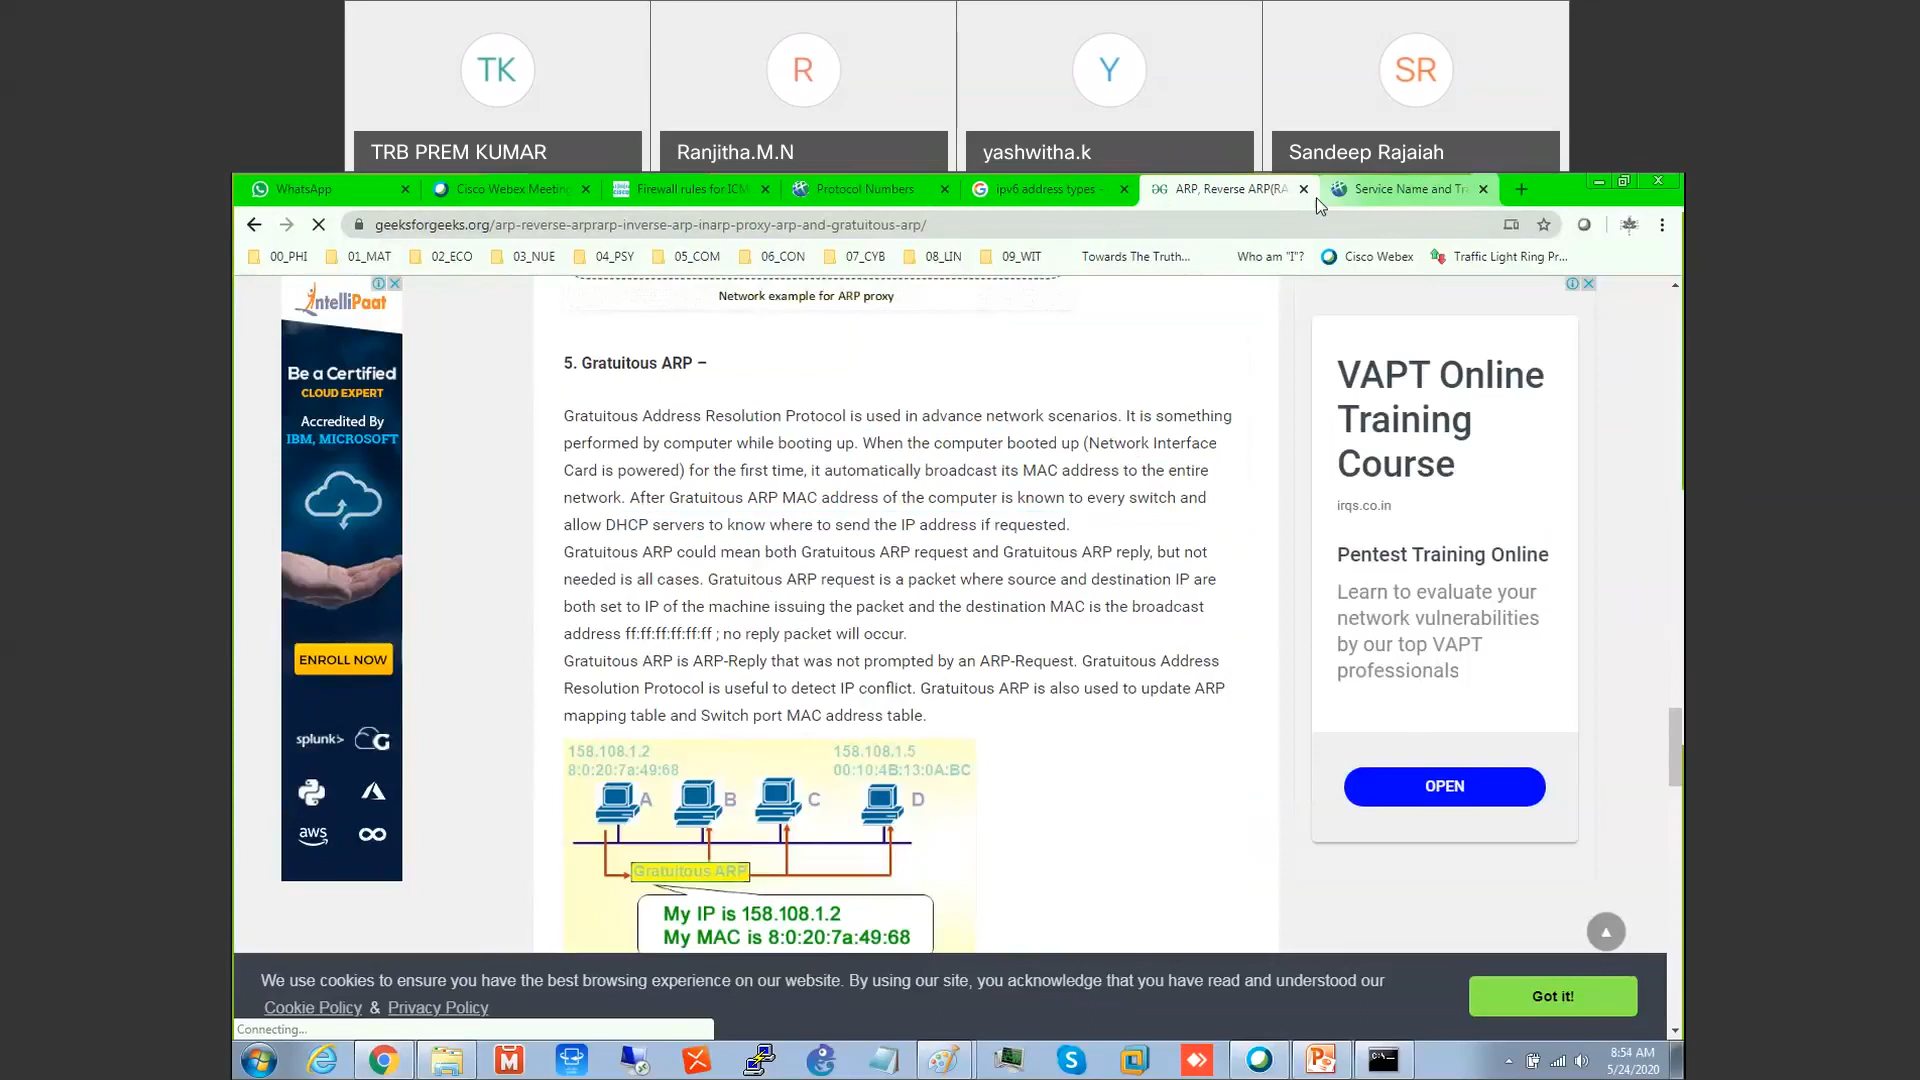 TK
R
Y
SR
TRB PREM KUMAR
Ranjitha.M.N
yashwitha.k
Sandeep Rajaiah
WhatsApp
Cisco Webex Meeting
Firewall rules for ICM
Protocol Numbers
ipv6 address types -
ARP, Reverse ARP(RA
Service Name and Tra
geeksforgeeks.org/arp-reverse-arprarp-inverse-arp-inarp-proxy-arp-and-gratuitous-arp/
00_PHI
01_MAT
02_ECO
03_NUE
04_PSY
05_COM
06_CON
07_CYB
08_LIN
09_WIT
Towards The Truth...
Who am "I"?
Cisco Webex
Traffic Light Ring Pr...
IntelliPaat
Be a Certified
CLOUD EXPERT
Accredited By
IBM, MICROSOFT
ENROLL NOW
splunk>
aws
Network example for ARP proxy
5. Gratuitous ARP –
Gratuitous Address Resolution Protocol is used in advance network scenarios. It is something
performed by computer while booting up. When the computer booted up (Network Interface
Card is powered) for the first time, it automatically broadcast its MAC address to the entire
network. After Gratuitous ARP MAC address of the computer is known to every switch and
allow DHCP servers to know where to send the IP address if requested.
Gratuitous ARP could mean both Gratuitous ARP request and Gratuitous ARP reply, but not
needed is all cases. Gratuitous ARP request is a packet where source and destination IP are
both set to IP of the machine issuing the packet and the destination MAC is the broadcast
address ff:ff:ff:ff:ff:ff ; no reply packet will occur.
Gratuitous ARP is ARP-Reply that was not prompted by an ARP-Request. Gratuitous Address
Resolution Protocol is useful to detect IP conflict. Gratuitous ARP is also used to update ARP
mapping table and Switch port MAC address table.
158.108.1.2
8:0:20:7a:49:68
158.108.1.5
00:10:4B:13:0A:BC
A
B
C
D
Gratuitous ARP
My IP is 158.108.1.2
My MAC is 8:0:20:7a:49:68
VAPT Online
Training
Course
irqs.co.in
Pentest Training Online
Learn to evaluate your
network vulnerabilities
by our top VAPT
professionals
OPEN
We use cookies to ensure you have the best browsing experience on our website. By using our site, you acknowledge that you have read and understood our
Cookie Policy & Privacy Policy
Got it!
Connecting...
8:54 AM
5/24/2020